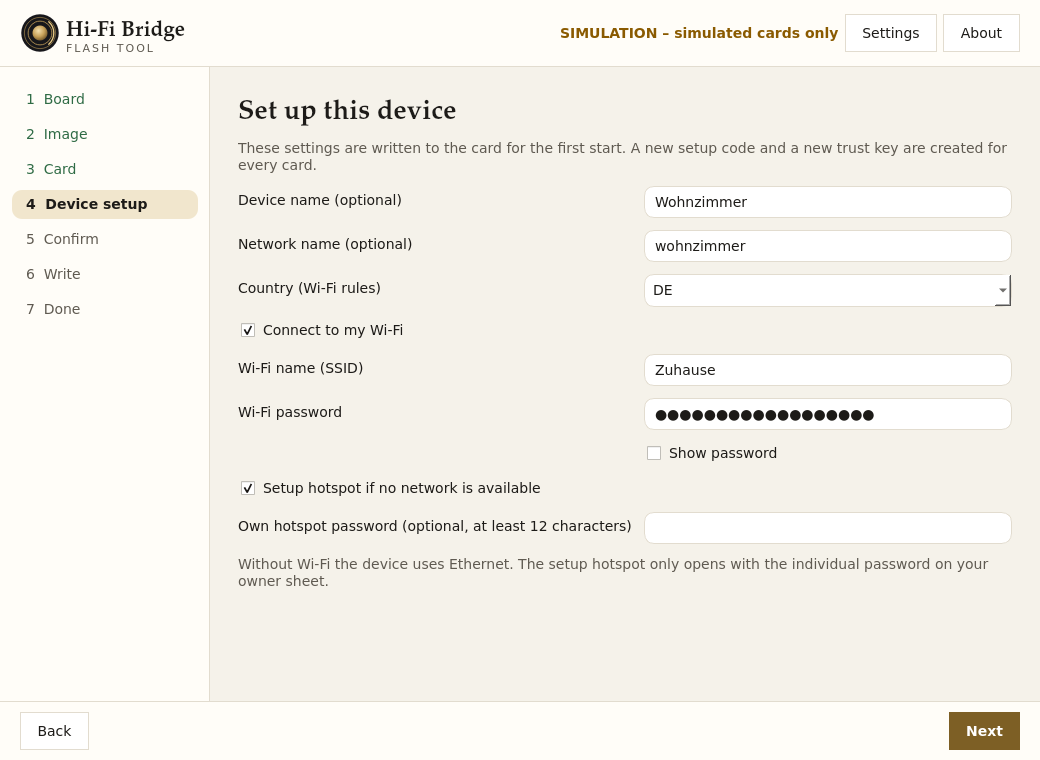 Hi-Fi Bridge
FLASH TOOL
SIMULATION – simulated cards only
Settings
About
1 Board
2 Image
3 Card
4 Device setup
5 Confirm
6 Write
7 Done
Set up this device
These settings are written to the card for the first start. A new setup code and a new trust key are created for
every card.
Device name (optional)
Wohnzimmer
Network name (optional)
wohnzimmer
Country (Wi-Fi rules)
DE
Connect to my Wi-Fi
Wi-Fi name (SSID)
Zuhause
Wi-Fi password
●●●●●●●●●●●●●●●●●●
Show password
Setup hotspot if no network is available
Own hotspot password (optional, at least 12 characters)
Without Wi-Fi the device uses Ethernet. The setup hotspot only opens with the individual password on your
owner sheet.
Back
Next